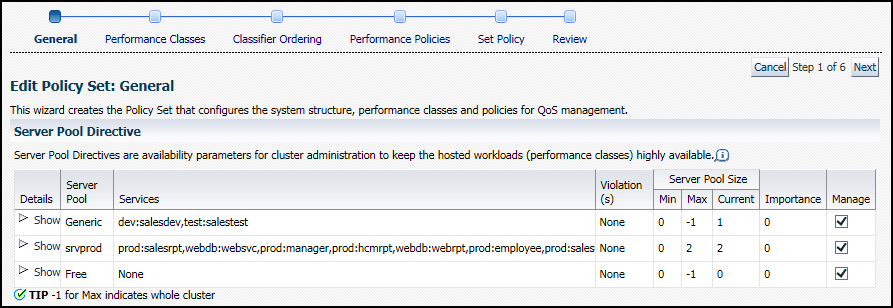 General Performance Classes Classifier Ordering Performance Policies Set Policy Review
Cancel Step 1 of 6 Next
Edit Policy Set: General
This wizard creates the Policy Set that configures the system structure, performance classes and policies for QoS management.
Server Pool Directive
Server Pool Directives are availability parameters for cluster administration to keep the hosted workloads (performance classes) highly available.
Details Server Pool Services Violation (s) Server Pool Size Min Max Current Importance Manage
Show Generic dev:salesdev,test:salestest None 0 -1 1 0
Show srvprod prod:salesrpt,webdb:websvc,prod:manager,prod:hcmrpt,webdb:webrpt,prod:employee,prod:sales None 0 2 2 0
Show Free None None 0 -1 0 0
TIP -1 for Max indicates whole cluster